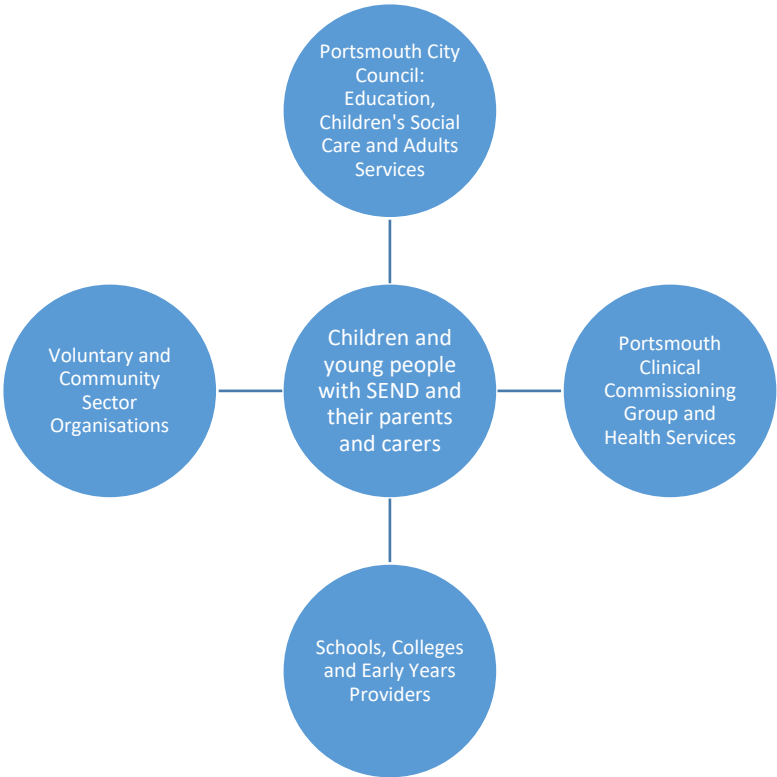 Portsmouth City
Council:
Education,
Children's Social
Care and Adults
Services
Voluntary and
Community
Sector
Organisations
Children and
young people
with SEND and
their parents
and carers
Portsmouth
Clinical
Commissioning
Group and
Health Services
Schools, Colleges
and Early Years
Providers